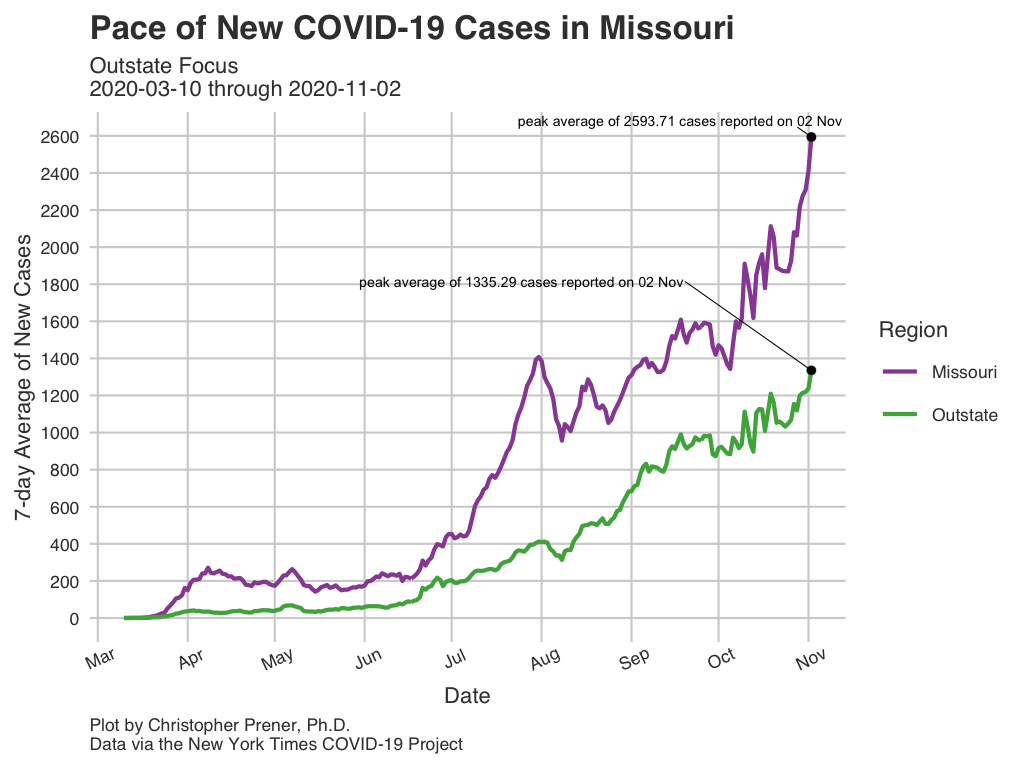 Pace of New COVID-19 Cases in Missouri
Outstate Focus
2020-03-10 through 2020-11-02
peak average of 2593.71 cases reported on 02 Nov
peak average of 1335.29 cases reported on 02 Nov
7-day Average of New Cases
2600
2400
2200
2000
1800
1600
1400
1200
1000
800
600
400
200
0
Mar
Apr
May
Jun
Jul
Aug
Sep
Oct
Nov
Date
Region
Missouri
Outstate
Plot by Christopher Prener, Ph.D.
Data via the New York Times COVID-19 Project